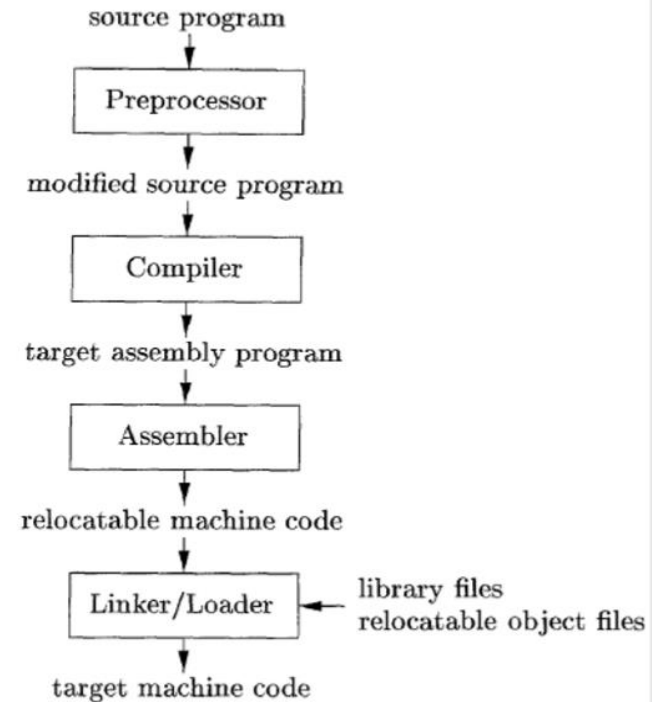 source program
Preprocessor
modified source program
Compiler
target assembly program
Assembler
relocatable machine code
Linker/Loader
library files
relocatable object files
target machine code